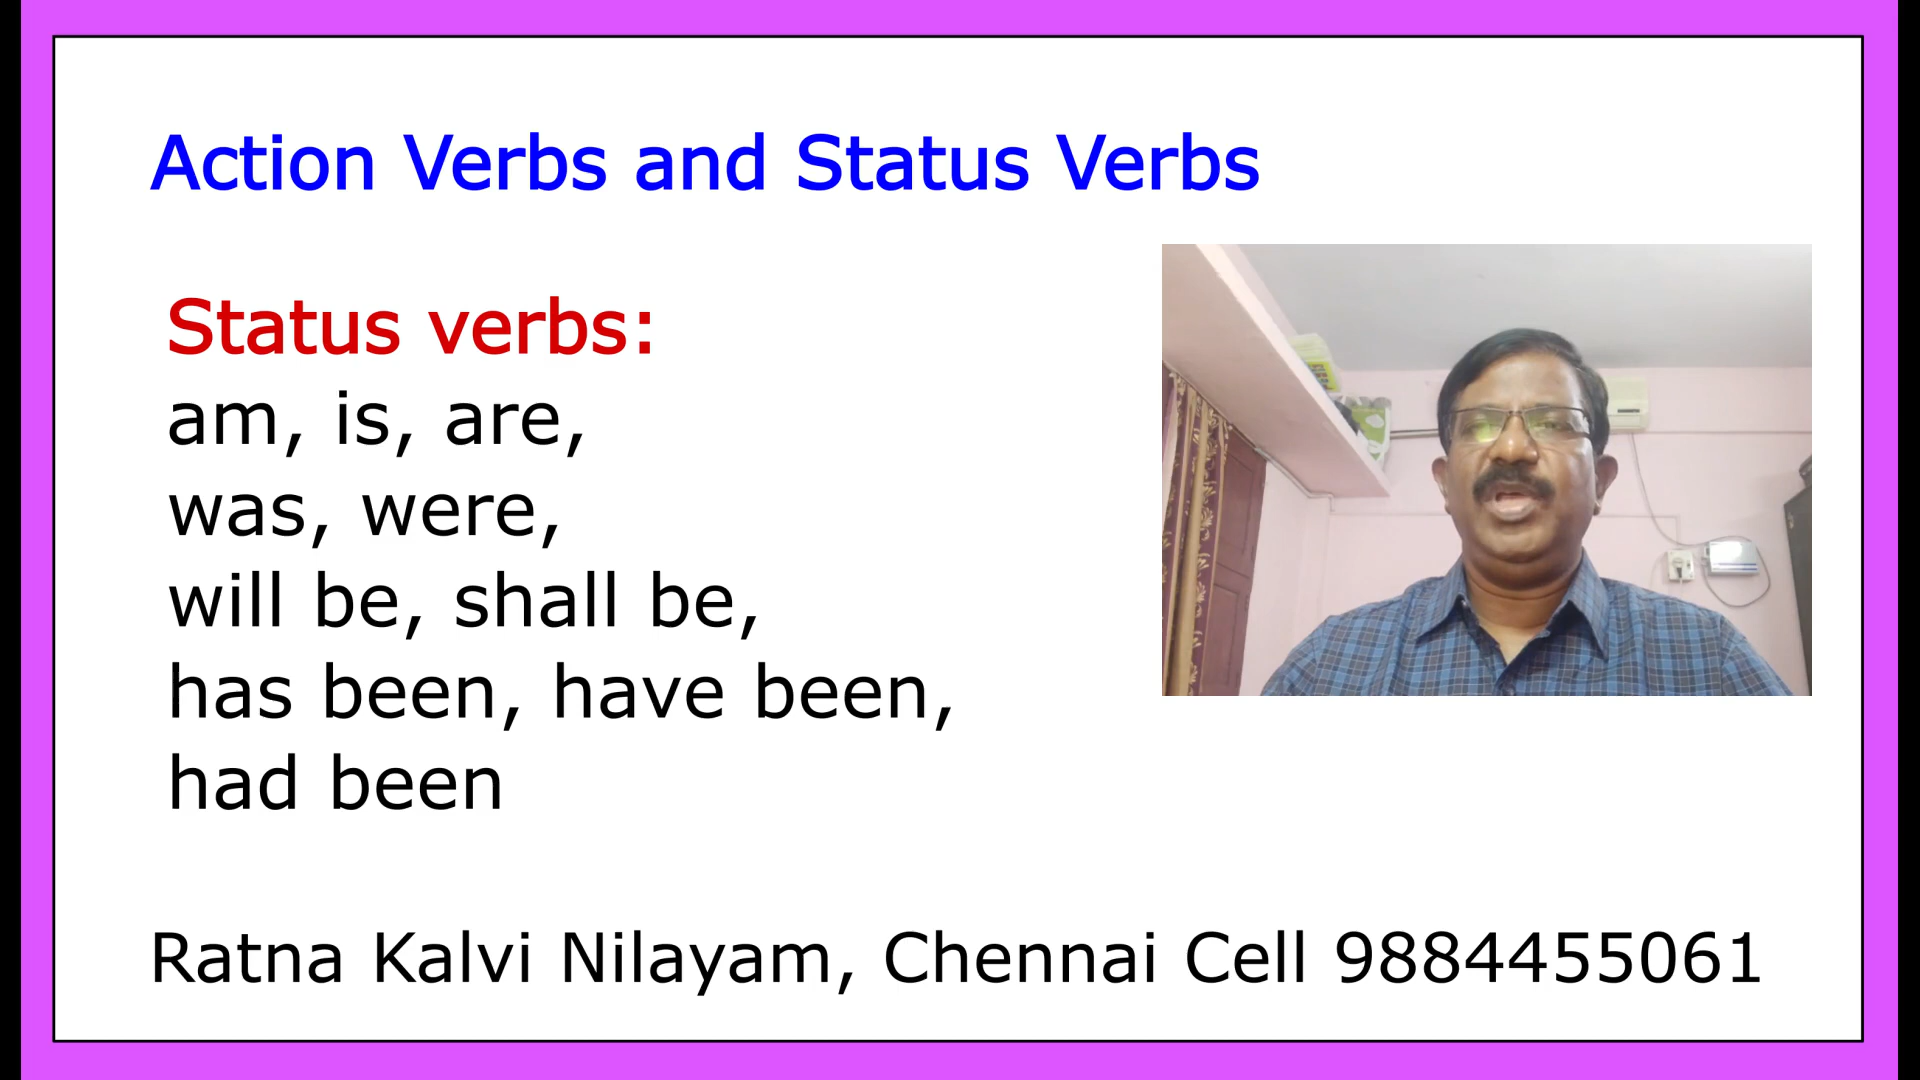 Action Verbs and Status Verbs
Status verbs:
am, is, are,
was, were,
will be, shall be,
has been, have been,
had been
Ratna Kalvi Nilayam, Chennai Cell 9884455061